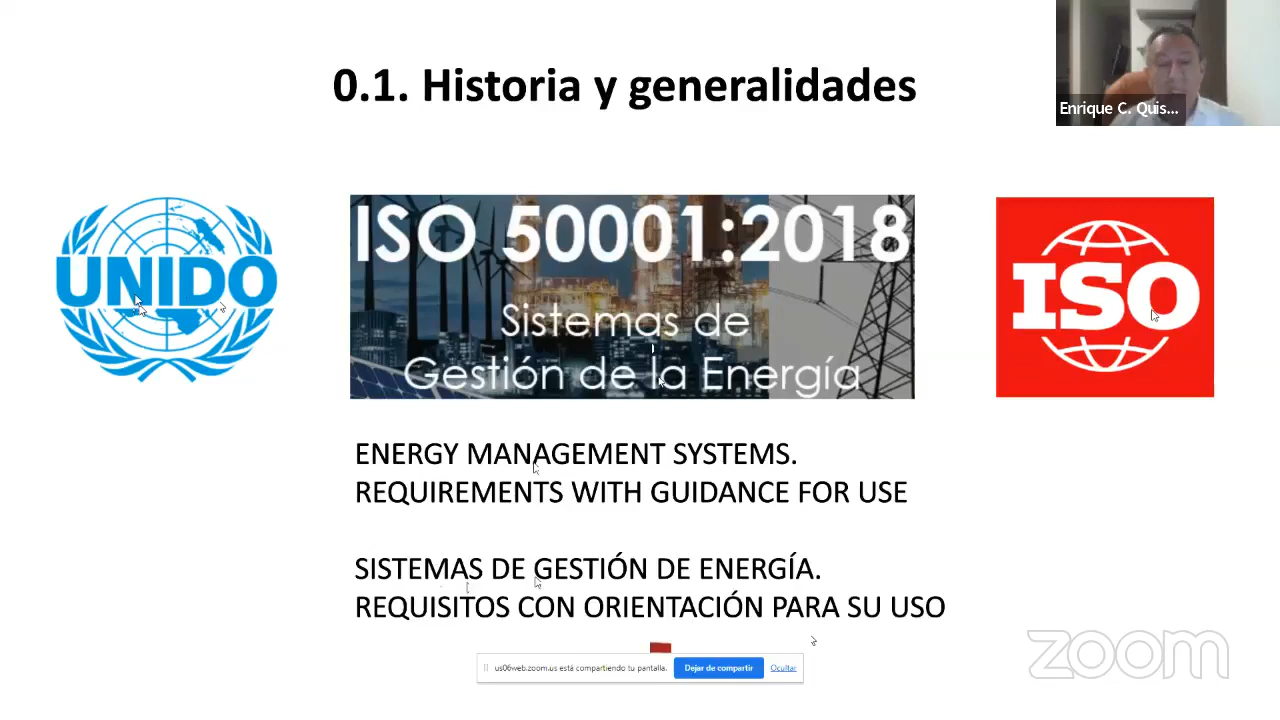 0.1. Historia y generalidades
Enrique C. Quis...
UNIDO
ISO 50001:2018
Sistemas de
Gestión de la Energía
ISO
ENERGY MANAGEMENT SYSTEMS.
REQUIREMENTS WITH GUIDANCE FOR USE
SISTEMAS DE GESTIÓN DE ENERGÍA.
REQUISITOS CON ORIENTACIÓN PARA SU USO
us06web.zoom.us está compartiendo tu pantalla.
Dejar de compartir
Ocultar
zoom